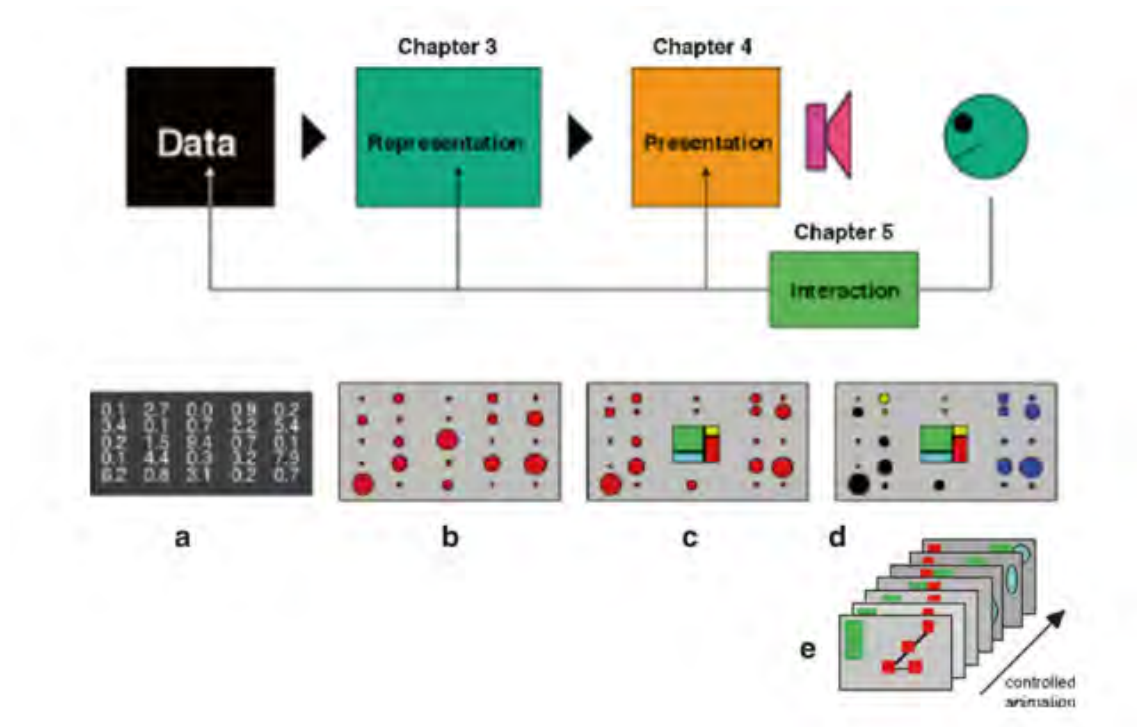 Chapter 3
Chapter 4
Data
Representation
Presentation
Chapter 5
Interaction
0.1 2.7 0.0 0.9 0.2
3.4 0.1 0.7 2.2 5.4
0.2 1.5 9.4 0.7 0.1
0.1 4.4 0.3 3.2 7.9
8.2 0.8 3.1 0.2 0.7
a
b
c
d
e
controlled
animation